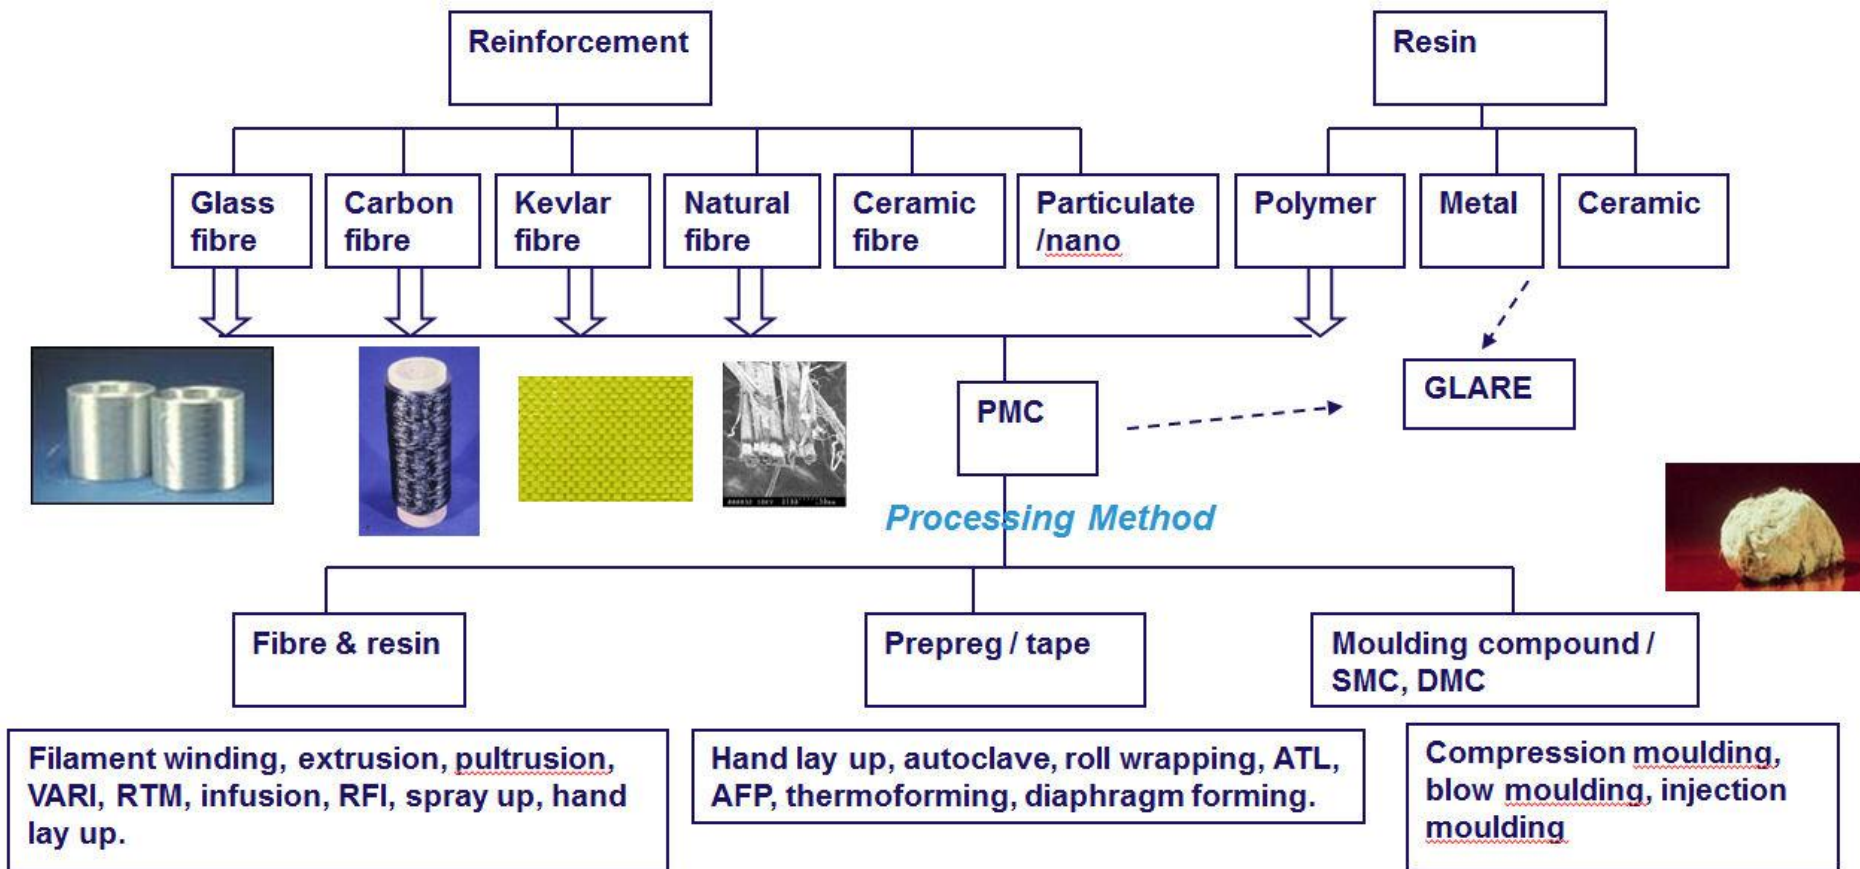 Reinforcement
Resin
Glass
fibre
Carbon
fibre
Kevlar
fibre
Natural
fibre
Ceramic
fibre
Particulate
/nano
Polymer
Metal
Ceramic
GLARE
PMC
Processing Method
Fibre & resin
Prepreg / tape
Moulding compound /
SMC, DMC
Filament winding, extrusion, pultrusion,
VARI, RTM, infusion, RFI, spray up, hand
lay up.
Hand lay up, autoclave, roll wrapping, ATL,
AFP, thermoforming, diaphragm forming.
Compression moulding,
blow moulding, injection
moulding